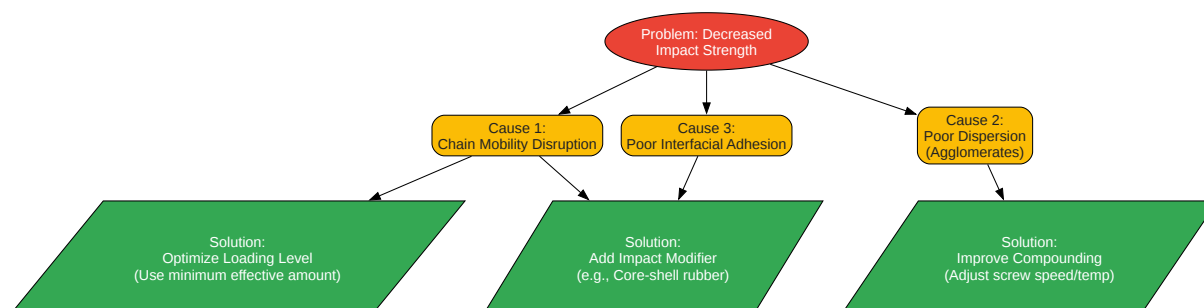 Problem: Decreased
Impact Strength
Cause 1:
Chain Mobility Disruption
Cause 3:
Poor Interfacial Adhesion
Cause 2:
Poor Dispersion
(Agglomerates)
Solution:
Optimize Loading Level
(Use minimum effective amount)
Solution:
Add Impact Modifier
(e.g., Core-shell rubber)
Solution:
Improve Compounding
(Adjust screw speed/temp)